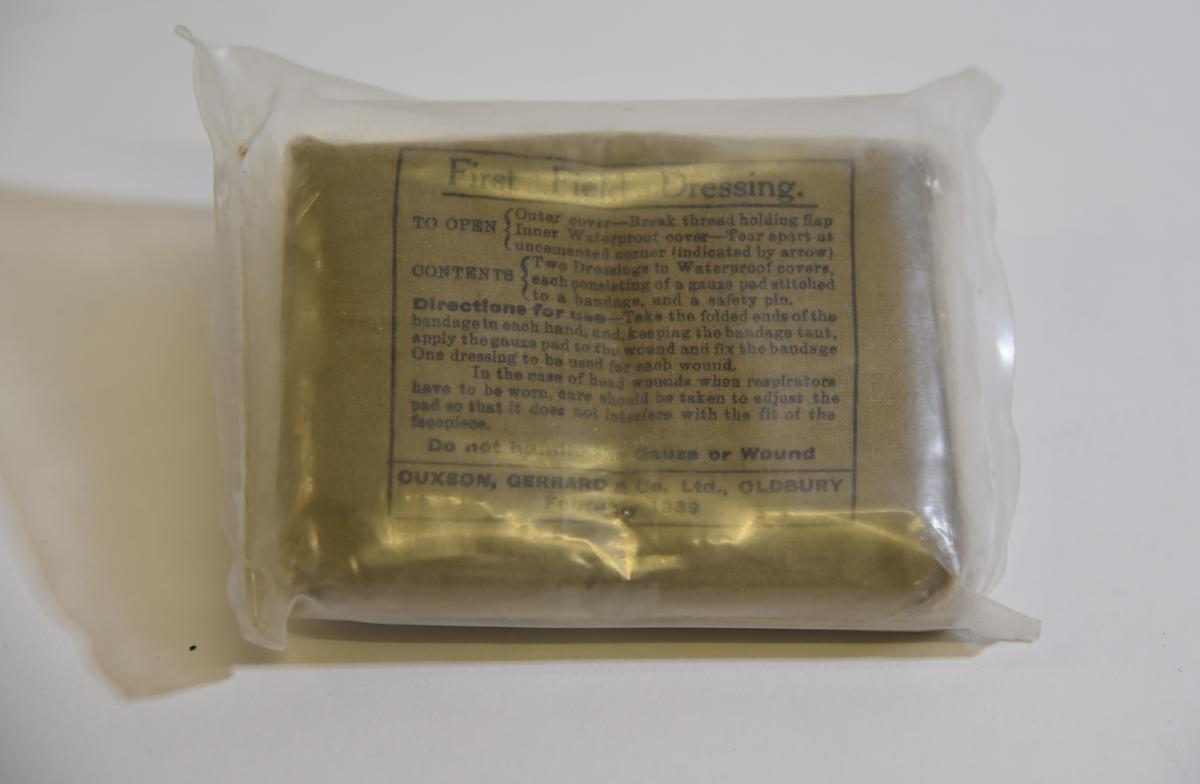 First Field Dressing.
TO OPEN
Outer cover—Break thread holding flap
Inner Waterproof cover—Tear apart at
uncemented corner (indicated by arrow)
CONTENTS
Two Dressings in Waterproof covers,
each consisting of a gauze pad stitched
to a bandage, and a safety pin.
Directions for use—Take the folded ends of the
bandage in each hand, and, keeping the bandage taut,
apply the gauze pad to the wound and fix the bandage
One dressing to be used for each wound.
In the case of head wounds when respirators
have to be worn, care should be taken to adjust the
pad so that it does not interfere with the fit of the
facepiece.
Do not handle Gauze or Wound
CUXSON, GERRARD & Co. Ltd., OLDBURY
February 1939